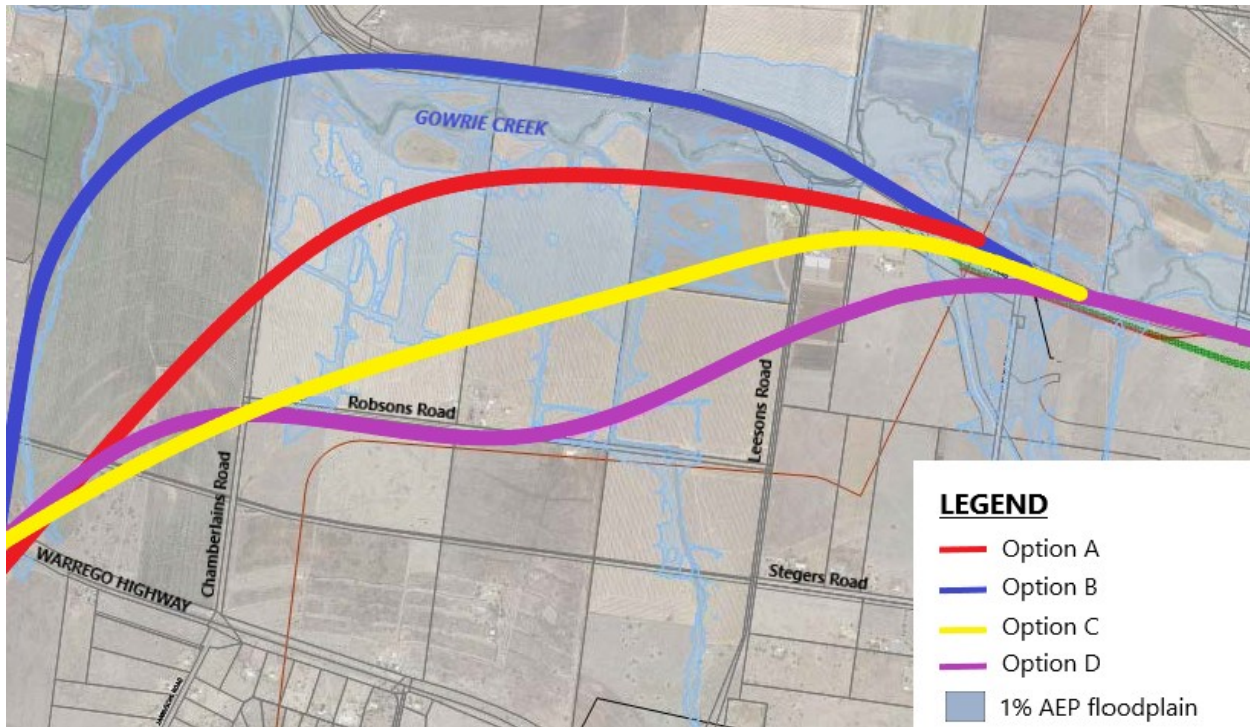 GOWRIE CREEK
Robsons Road
Leesons Road
Chamberlains Road
WARREGO HIGHWAY
Stegers Road
LEGEND
Option A
Option B
Option C
Option D
1% AEP floodplain